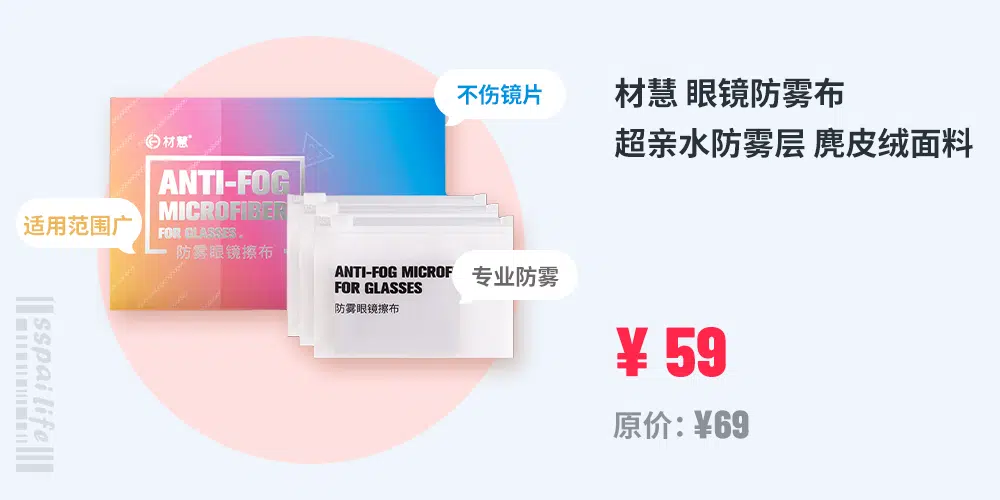 不伤镜片
材慧®
ANTI-FOG
MICROFIBER
FOR GLASSES.
防雾眼镜擦布
适用范围广
ANTI-FOG MICROF
FOR GLASSES
防雾眼镜擦布
专业防雾
sspai life
材慧 眼镜防雾布
超亲水防雾层 麂皮绒面料
¥ 59
原价：¥69